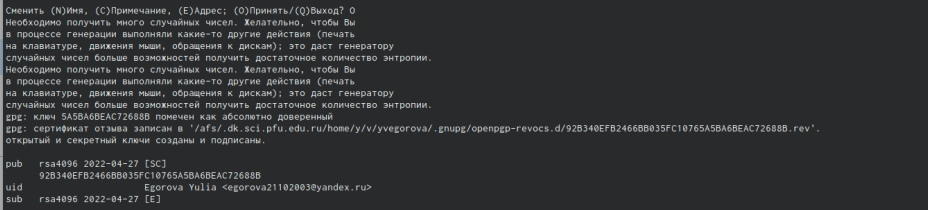 Сменить (N)Имя, (C)Примечание, (E)Адрес; (O)Принять/(Q)Выход? O
Необходимо получить много случайных чисел. Желательно, чтобы Вы
в процессе генерации выполняли какие-то другие действия (печать
на клавиатуре, движения мыши, обращения к дискам); это даст генератору
случайных чисел больше возможностей получить достаточное количество энтропии.
Необходимо получить много случайных чисел. Желательно, чтобы Вы
в процессе генерации выполняли какие-то другие действия (печать
на клавиатуре, движения мыши, обращения к дискам); это даст генератору
случайных чисел больше возможностей получить достаточное количество энтропии.
gpg: ключ 5A5BA6BEAC72688B помечен как абсолютно доверенный
gpg: сертификат отзыва записан в '/afs/.dk.sci.pfu.edu.ru/home/y/v/yvegorova/.gnupg/openpgp-revocs.d/92B340EFB2466BB035FC10765A5BA6BEAC72688B.rev'.
открытый и секретный ключи созданы и подписаны.
pub rsa4096 2022-04-27 [SC]
92B340EFB2466BB035FC10765A5BA6BEAC72688B
uid Egorova Yulia <egorova21102003@yandex.ru>
sub rsa4096 2022-04-27 [E]